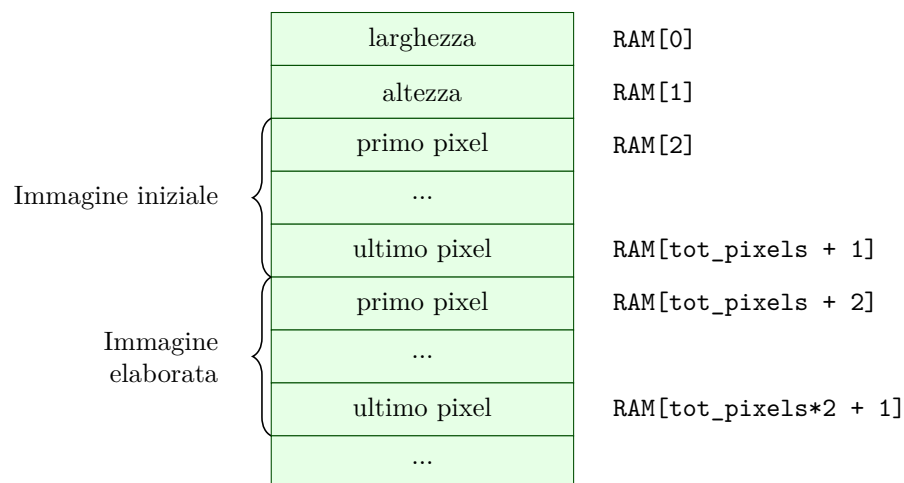 larghezza RAM[0]
altezza RAM[1]
primo pixel RAM[2]
Immagine iniziale ...
ultimo pixel RAM[tot_pixels + 1]
primo pixel RAM[tot_pixels + 2]
Immagine
elaborata
...
ultimo pixel RAM[tot_pixels*2 + 1]
...